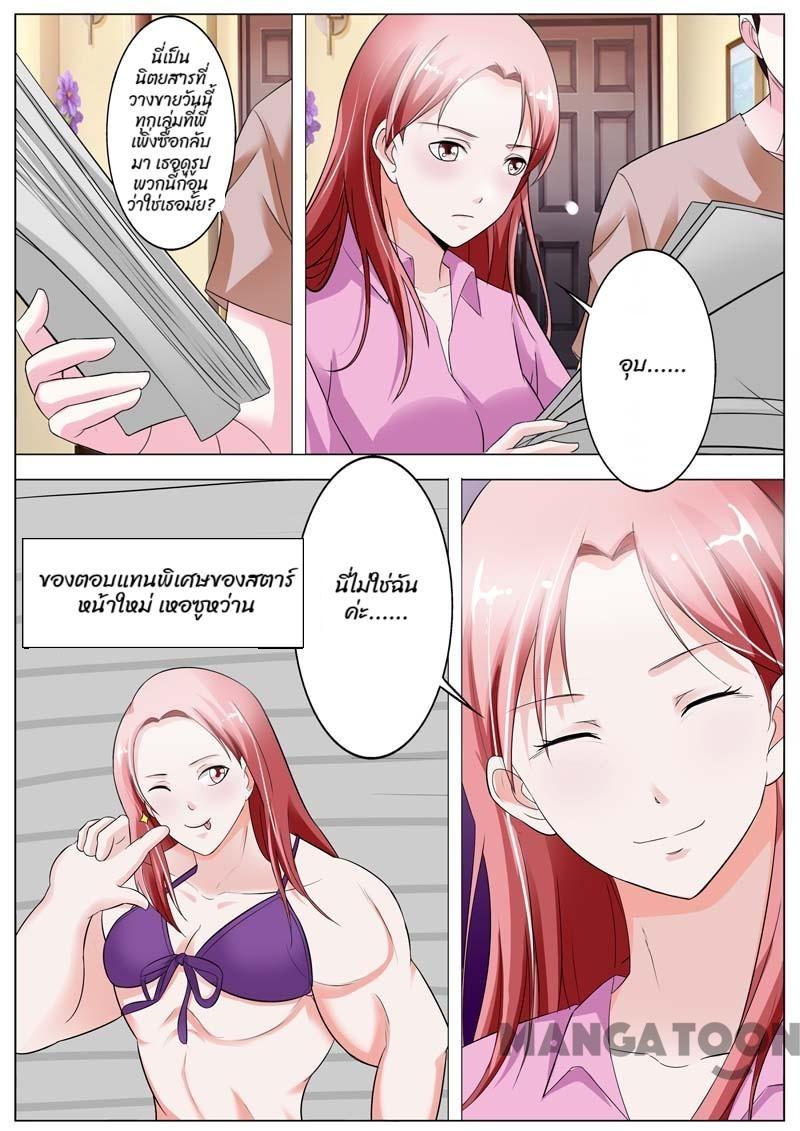 นี่เป็น
นิตยสารที่
วางขายวันนี้
ทุกเล่มที่พี่
เพิ่งซื้อกลับ
มา เธอดูรูป
พวกนี้ก่อน
ว่าใช่เธอมั้ย?
อุบ......
ของตอบแทนพิเศษของสตาร์
หน้าใหม่ เหอซูหว่าน
นี่ไม่ใช่ฉัน
ค่ะ......
MANGATOON